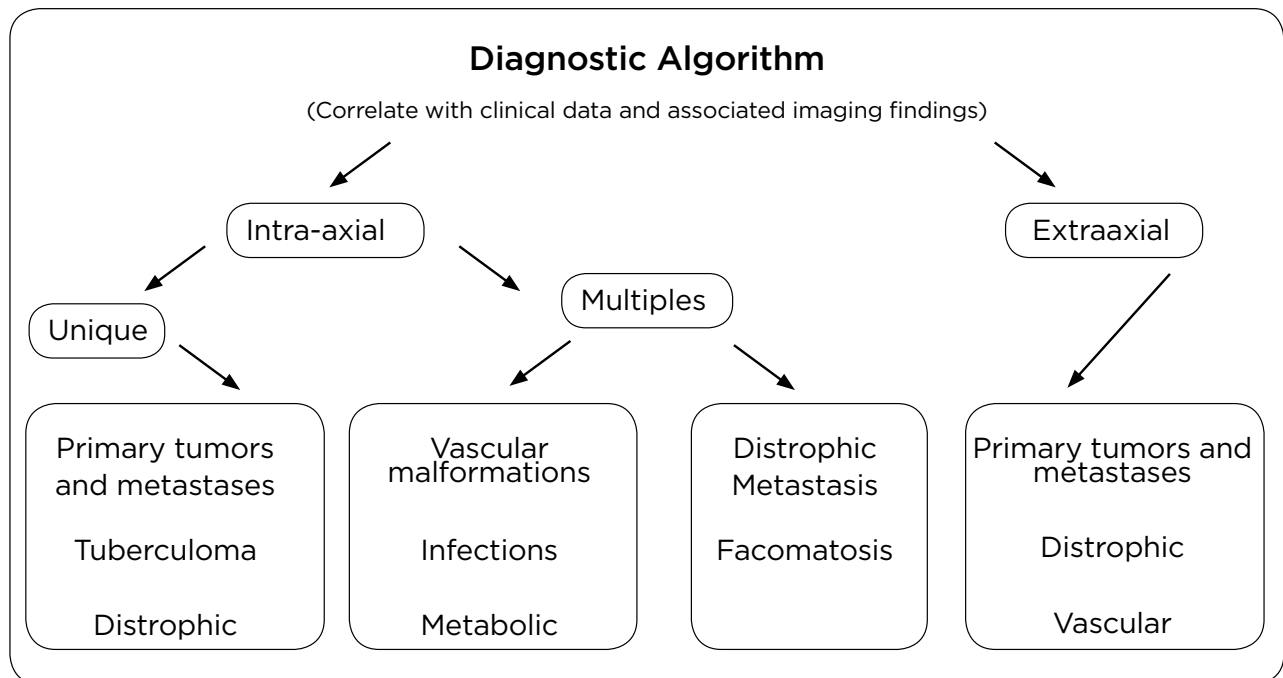 Diagnostic Algorithm
(Correlate with clinical data and associated imaging findings)
Intra-axial
Extraaxial
Unique
Multiples
Primary tumors
and metastases
Tuberculoma
Distrophic
Vascular
malformations
Infections
Metabolic
Distrophic
Metastasis
Facomatosis
Primary tumors and
metastases
Distrophic
Vascular